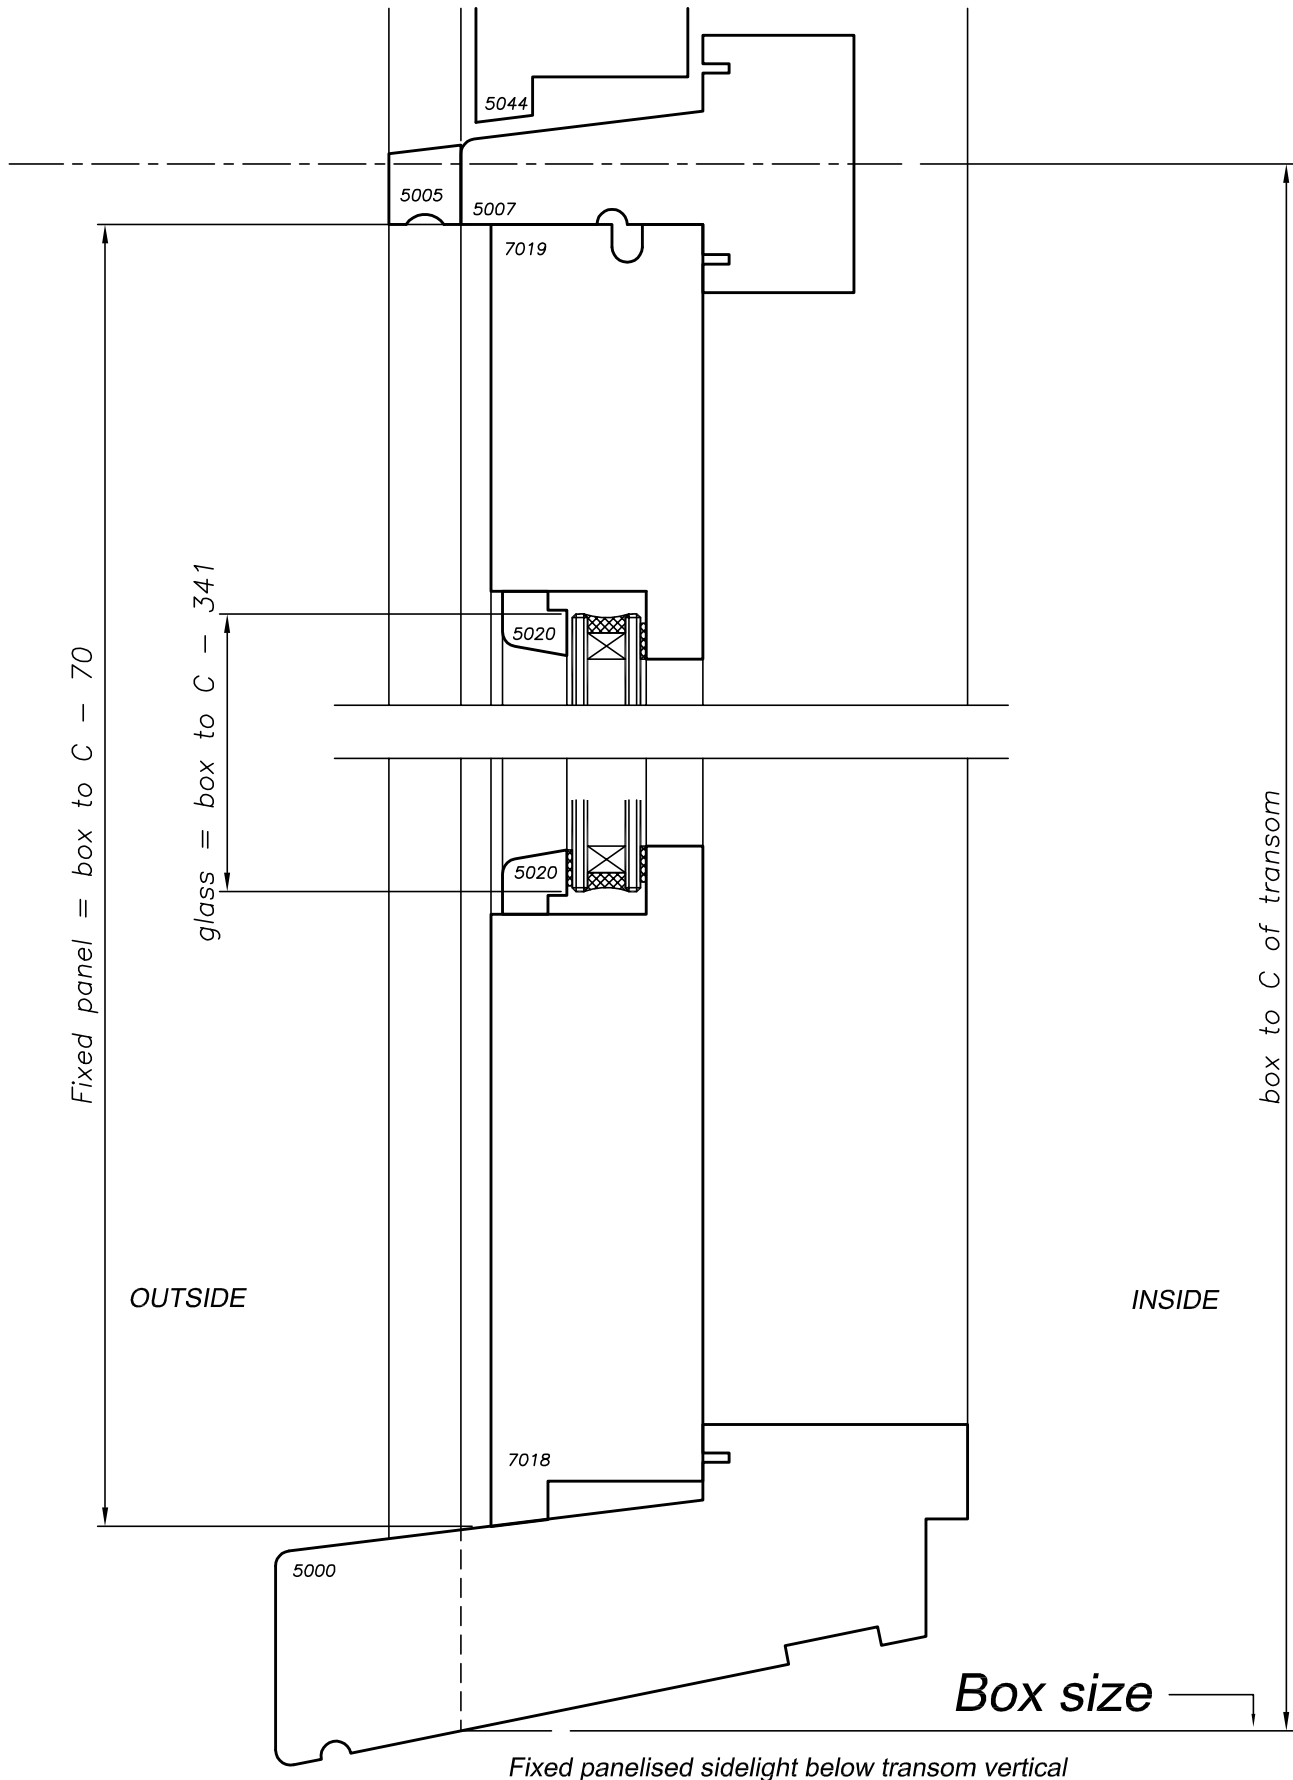 5044
5005
5007
7019
5020
glass = box to C - 341
Fixed panel = box to C - 70
5020
box to C of transom
OUTSIDE
INSIDE
7018
5000
Box size
Fixed panelised sidelight below transom vertical